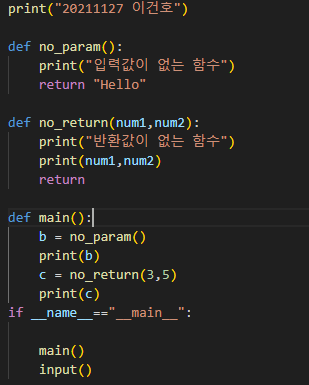 print("20211127 이건호")
def no_param():
    print("입력값이 없는 함수")
    return "Hello"
def no_return(num1,num2):
    print("반환값이 없는 함수")
    print(num1,num2)
    return
def main():
    b = no_param()
    print(b)
    c = no_return(3,5)
    print(c)
if __name__=="__main__":
    main()
    input()